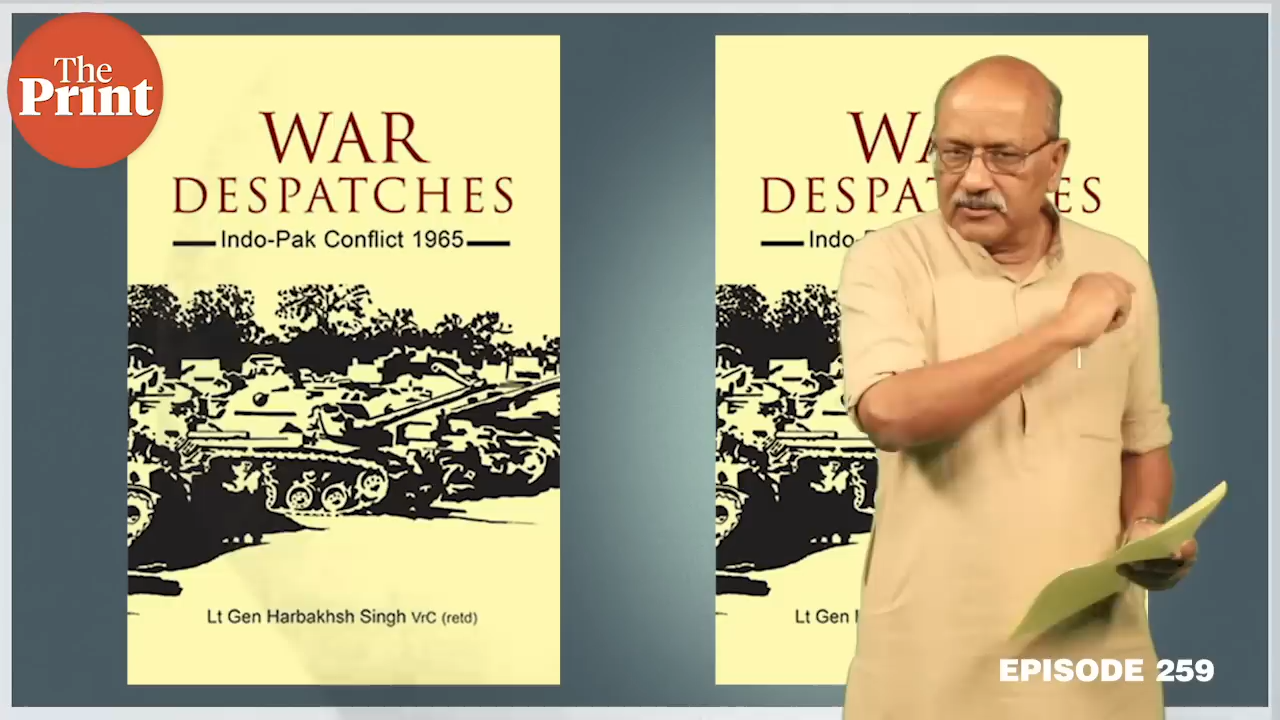 The
Print
WAR
DESPATCHES
Indo-Pak Conflict 1965
Lt Gen Harbakhsh Singh VrC (retd)
WA
DESPAT ES
Indo-
Lt Gen
EPISODE 259